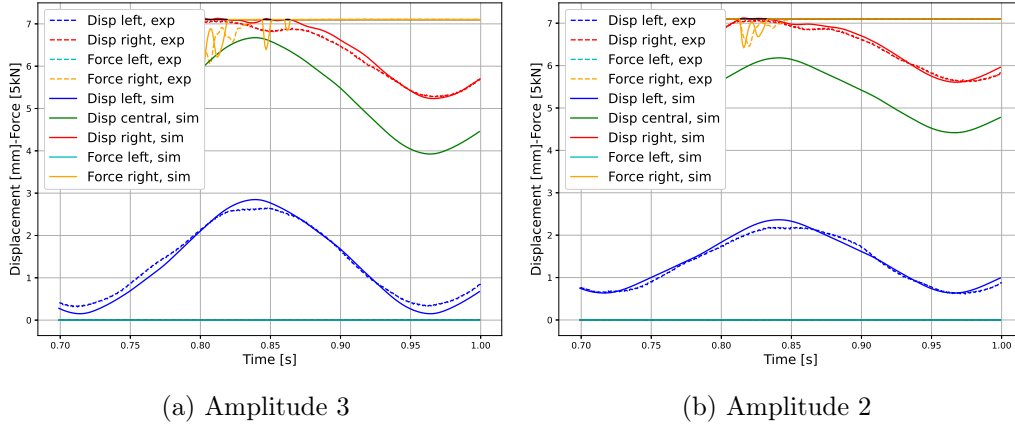 Displacement [mm]-Force [5kN]
7
6
5
4
3
2
1
0
Disp left, exp
Disp right, exp
Force left, exp
Force right, exp
Disp left, sim
Disp central, sim
Disp right, sim
Force left, sim
Force right, sim
0.70 0.75 0.80 0.85 0.90 0.95 1.00
Time [s]
(a) Amplitude 3
Displacement [mm]-Force [5kN]
7
6
5
4
3
2
1
0
Disp left, exp
Disp right, exp
Force left, exp
Force right, exp
Disp left, sim
Disp central, sim
Disp right, sim
Force left, sim
Force right, sim
0.70 0.75 0.80 0.85 0.90 0.95 1.00
Time [s]
(b) Amplitude 2